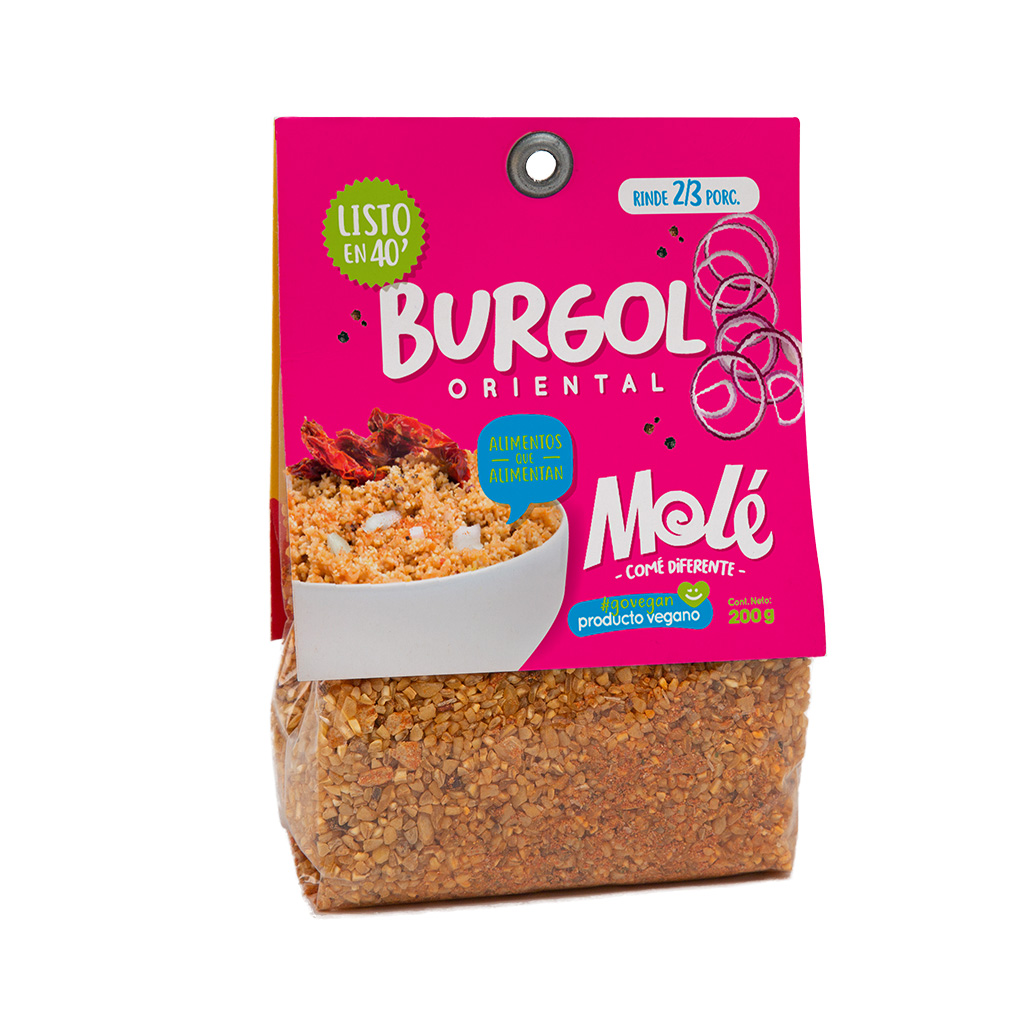 RINDE 2/3 PORC.
LISTO
EN 40'
BURGOL
ORIENTAL
ALIMENTOS
— QUE —
ALIMENTAN
Molé
- COMÉ DiFERENTE -
#govegan
producto vegano
Cont. Neto:
200 g